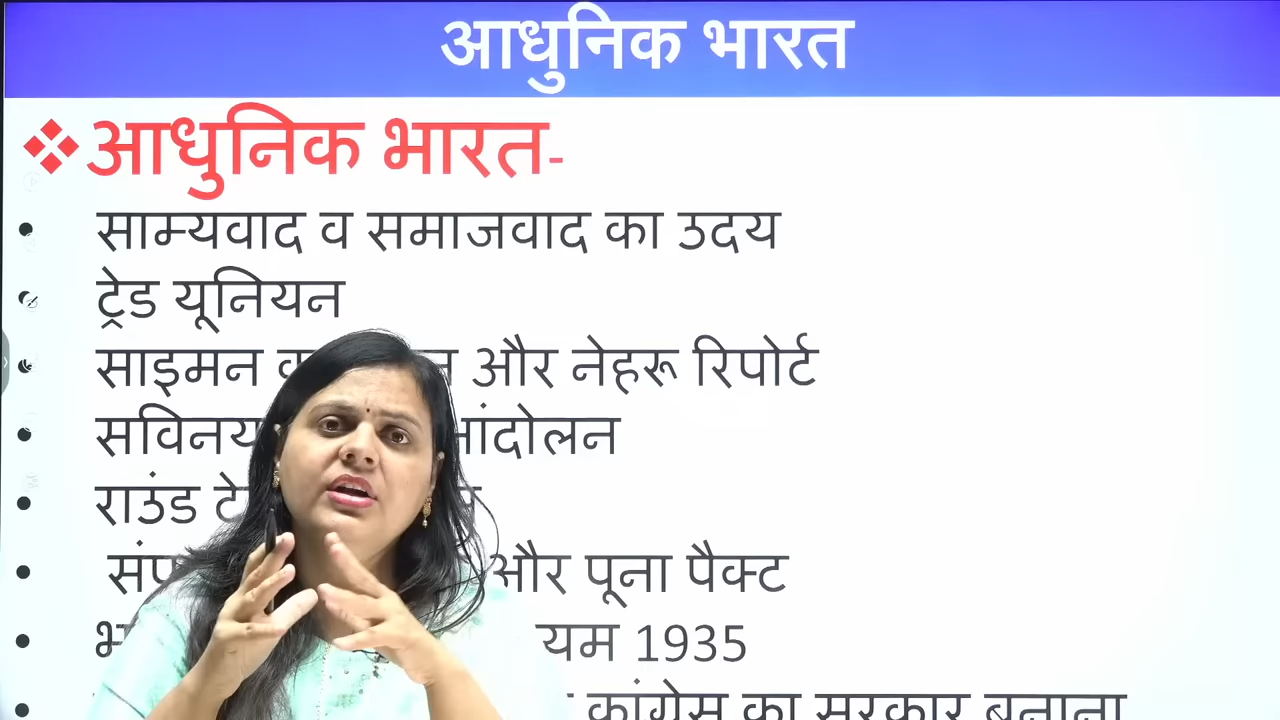 आधुनिक भारत
आधुनिक भारत-
साम्यवाद व समाजवाद का उदय
ट्रेड यूनियन
साइमन और नेहरू रिपोर्ट
सविनय आंदोलन
राउंड
और पूना पैक्ट
1935
कांग्रेस का सरकार बनाना